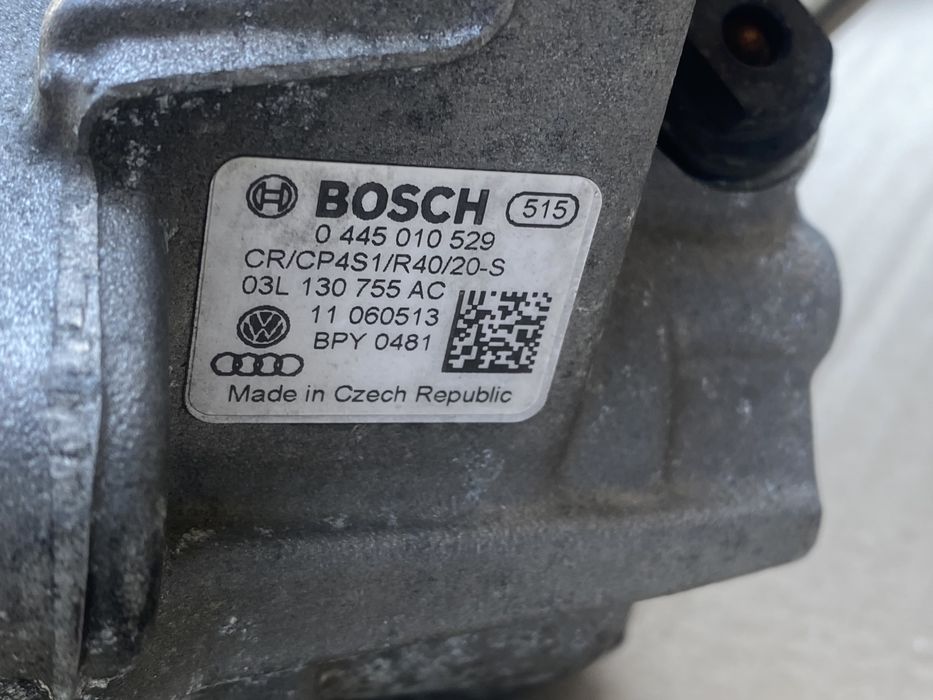 BOSCH 515
0 445 010 529
CR/CP4S1/R40/20-S
03L 130 755 AC
11 060513
BPY 0481
Made in Czech Republic